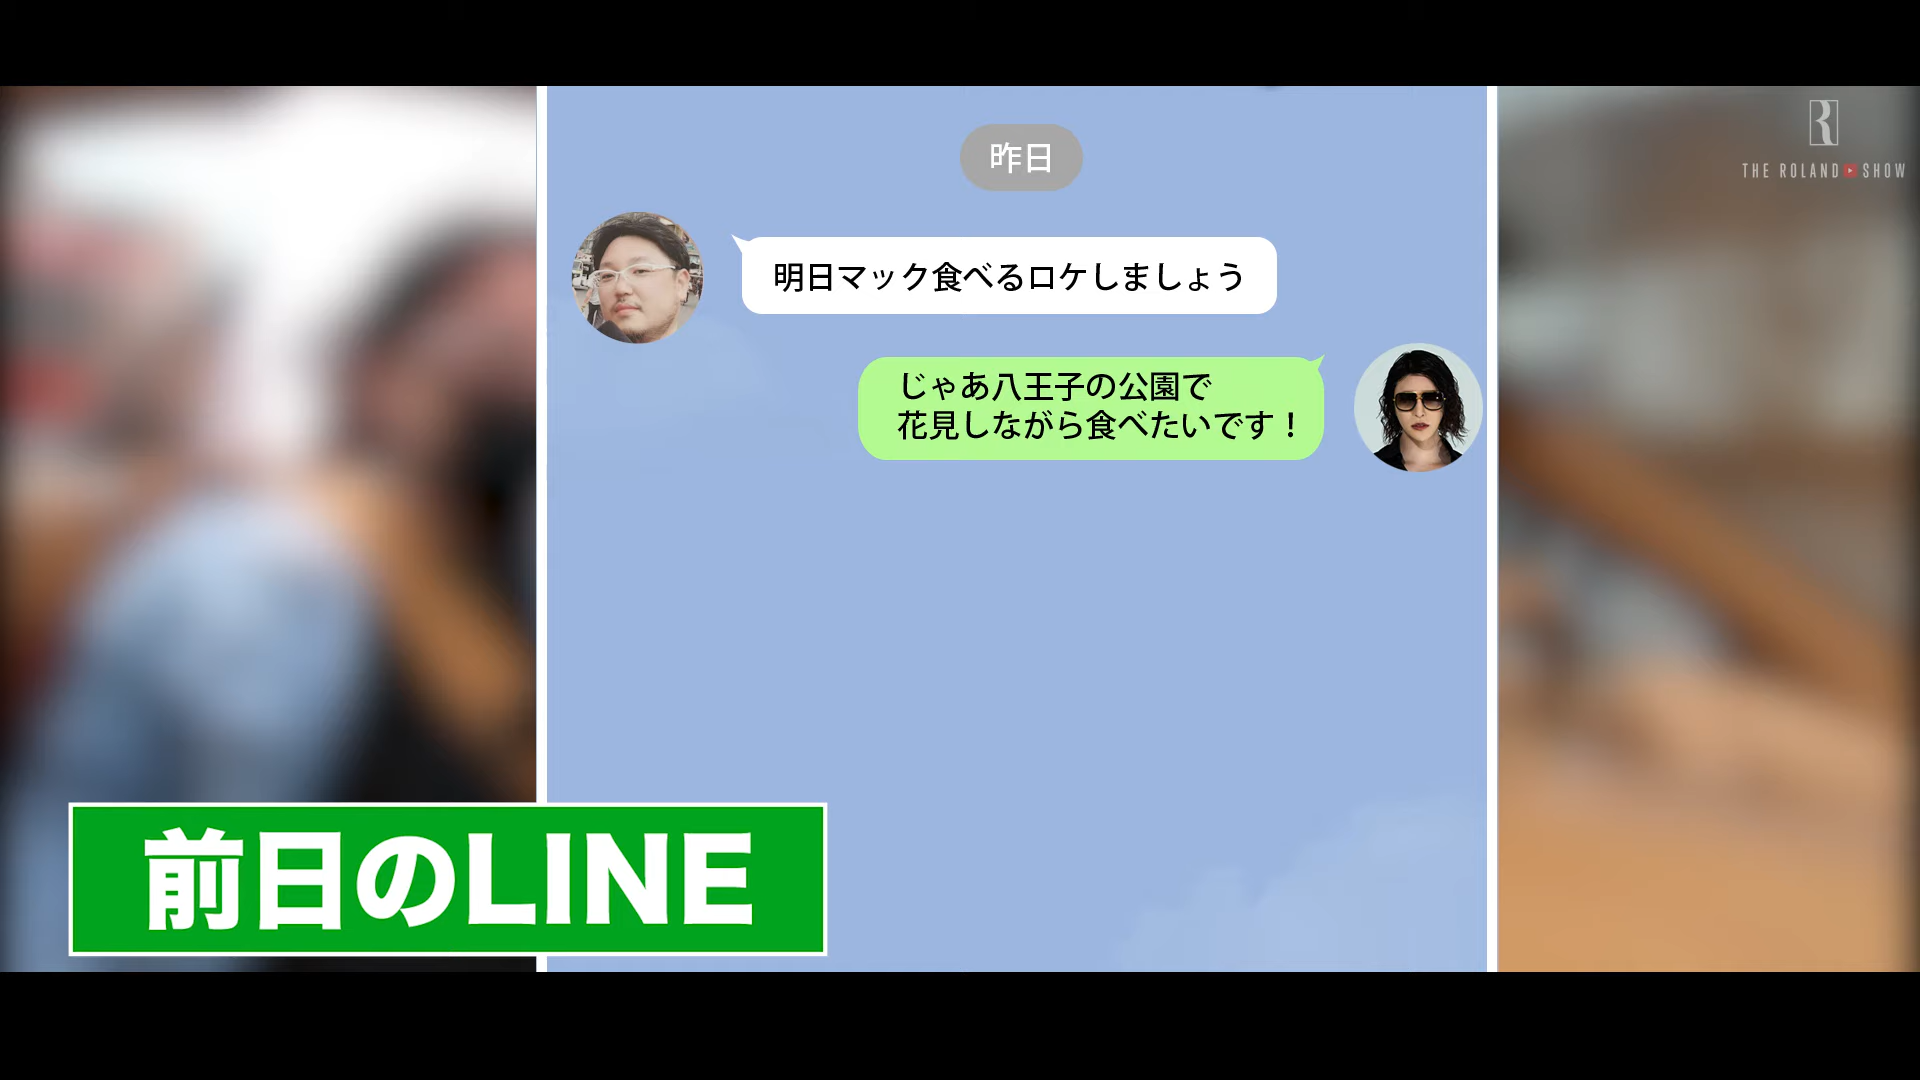 THE ROLAND SHOW
昨日
明日マック食べるロケしましょう
じゃあ八王子の公園で
花見しながら食べたいです！
前日のLINE